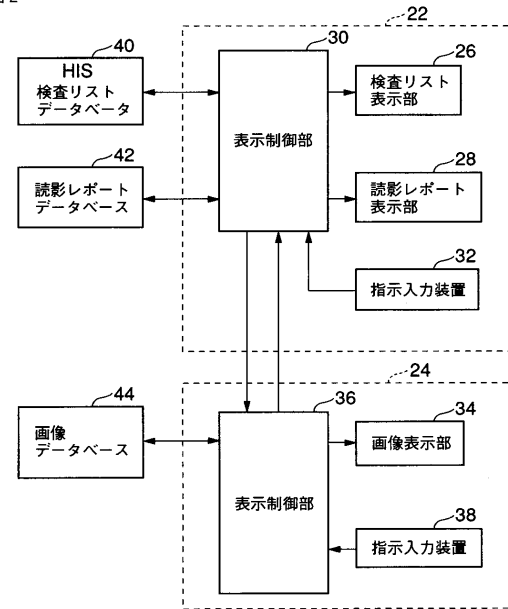 22
40
HIS
検査リスト
データベータ
30
表示制御部
26
検査リスト
表示部
42
読影レポート
データベース
28
読影レポート
表示部
32
指示入力装置
24
44
画像
データベース
36
表示制御部
34
画像表示部
38
指示入力装置